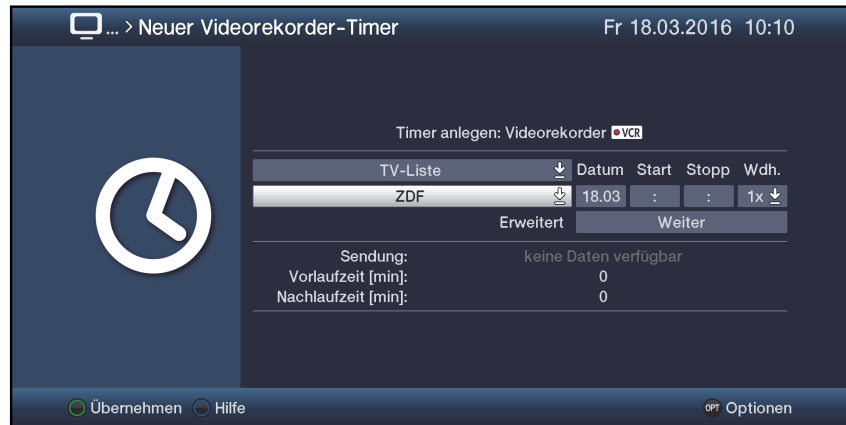 ... > Neuer Videorekorder-Timer Fr 18.03.2016 10:10
Timer anlegen: Videorekorder VCR
TV-Liste Datum Start Stopp Wdh.
ZDF 18.03 : : 1x
Erweitert Weiter
Sendung: keine Daten verfügbar
Vorlaufzeit [min]: 0
Nachlaufzeit [min]: 0
Übernehmen Hilfe OPT Optionen